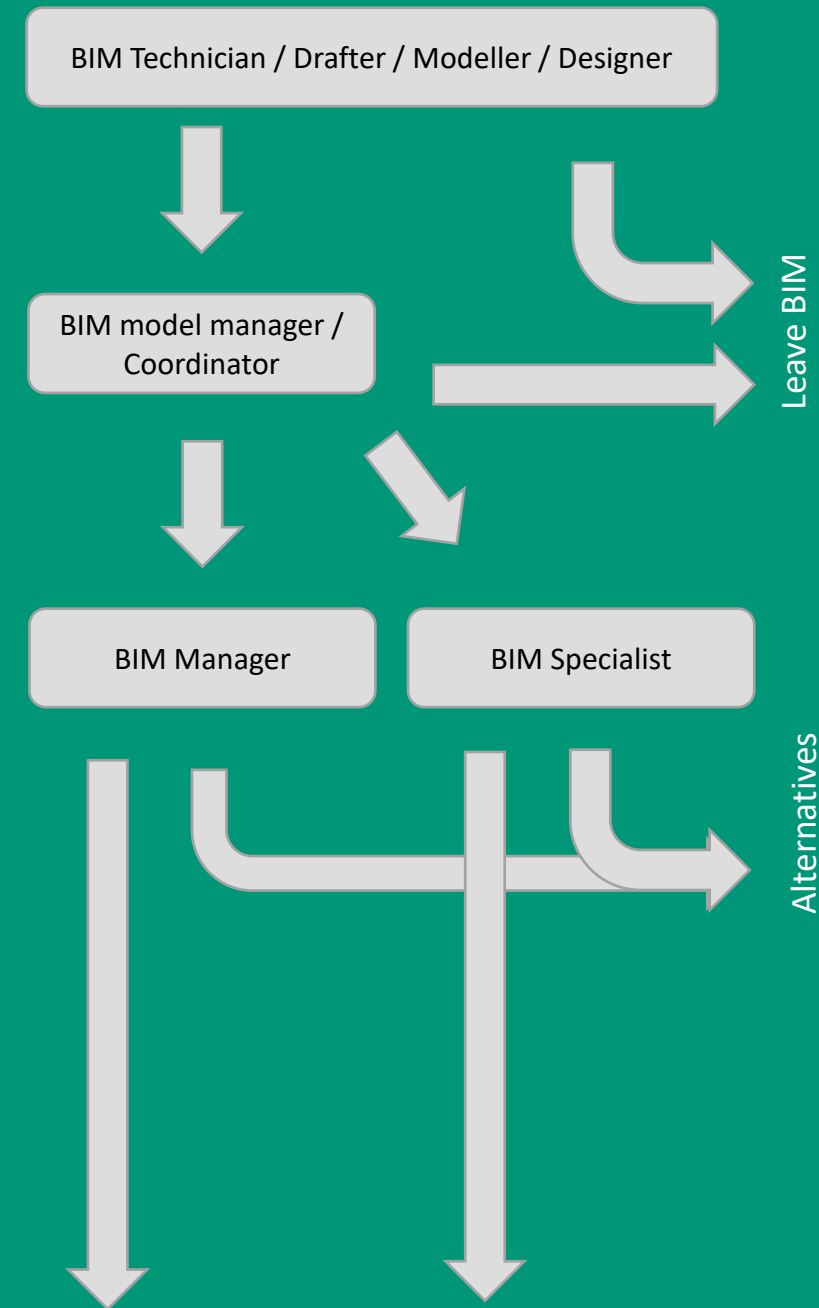 BIM Technician / Drafter / Modeller / Designer
Leave BIM
BIM model manager /
Coordinator
BIM Manager
BIM Specialist
Alternatives